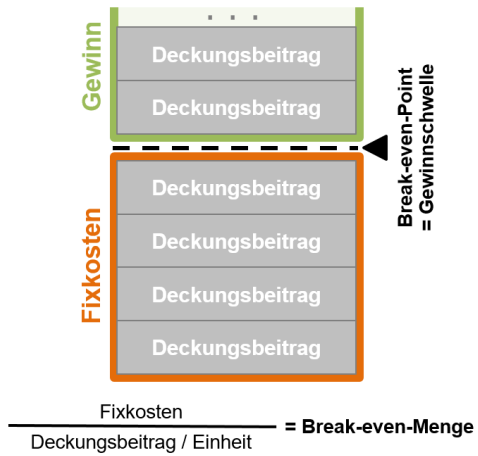 . . .
Gewinn
Deckungsbeitrag
Deckungsbeitrag
Break-even-Point
= Gewinnschwelle
Fixkosten
Deckungsbeitrag
Deckungsbeitrag
Deckungsbeitrag
Deckungsbeitrag
Fixkosten
Deckungsbeitrag / Einheit
= Break-even-Menge